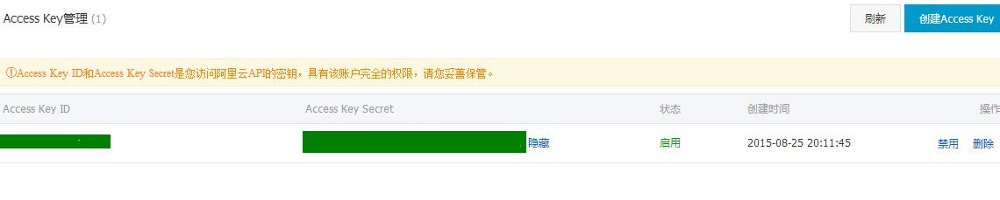 Access Key管理 (1)
刷新
创建Access Key
Access Key ID和Access Key Secret是您访问阿里云API的密钥，具有该账户完全的权限，请您妥善保管。
Access Key ID Access Key Secret 状态 创建时间 操作
隐藏 启用 2015-08-25 20:11:45 禁用 删除